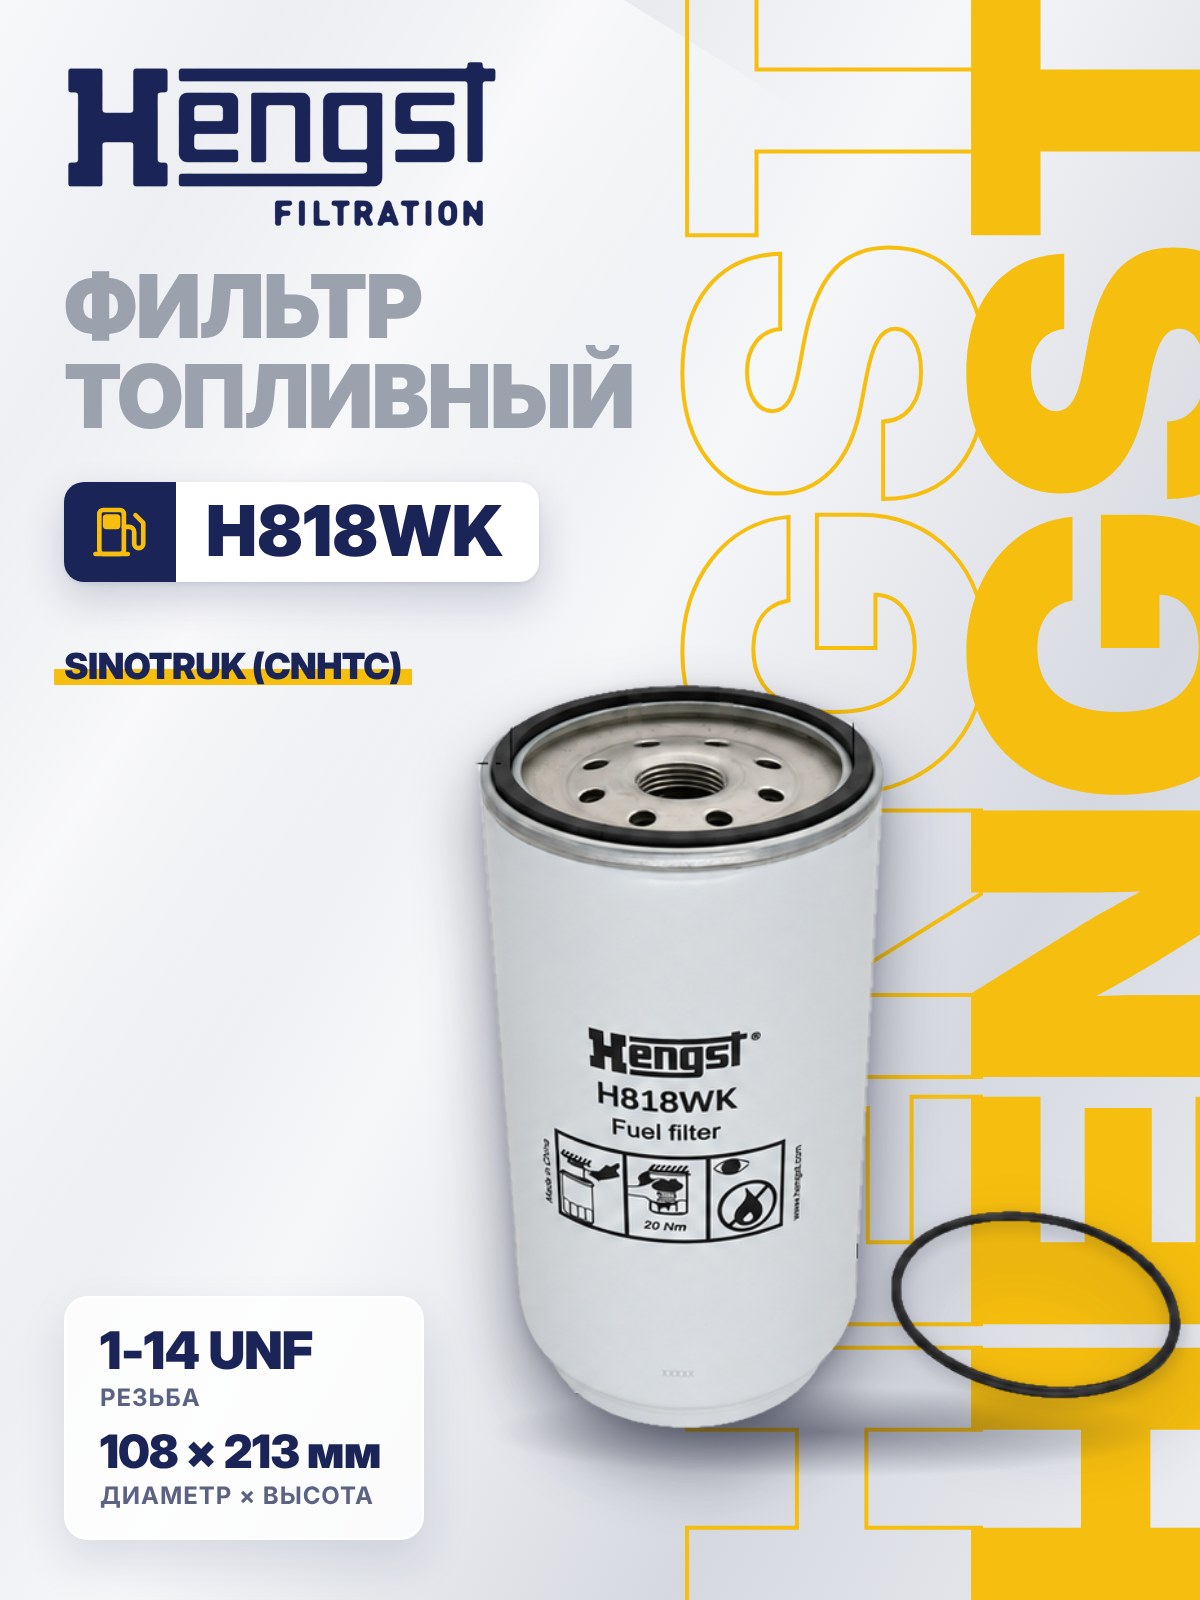 Hengst
FILTRATION
ФИЛЬТР
ТОПЛИВНЫЙ
H818WK
SINOTRUK (CNHTC)
HENGST
HENGST
Hengst®
H818WK
Fuel filter
Made in China
20 Nm
www.hengst.com
xxxxx
1-14 UNF
РЕЗЬБА
108 × 213 мм
ДИАМЕТР × ВЫСОТА